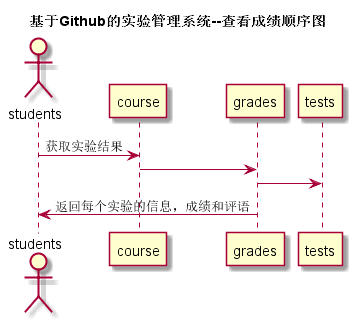 基于Github的实验管理系统--查看成绩顺序图
students
course
grades
tests
获取实验结果
返回每个实验的信息，成绩和评语
students
course
grades
tests